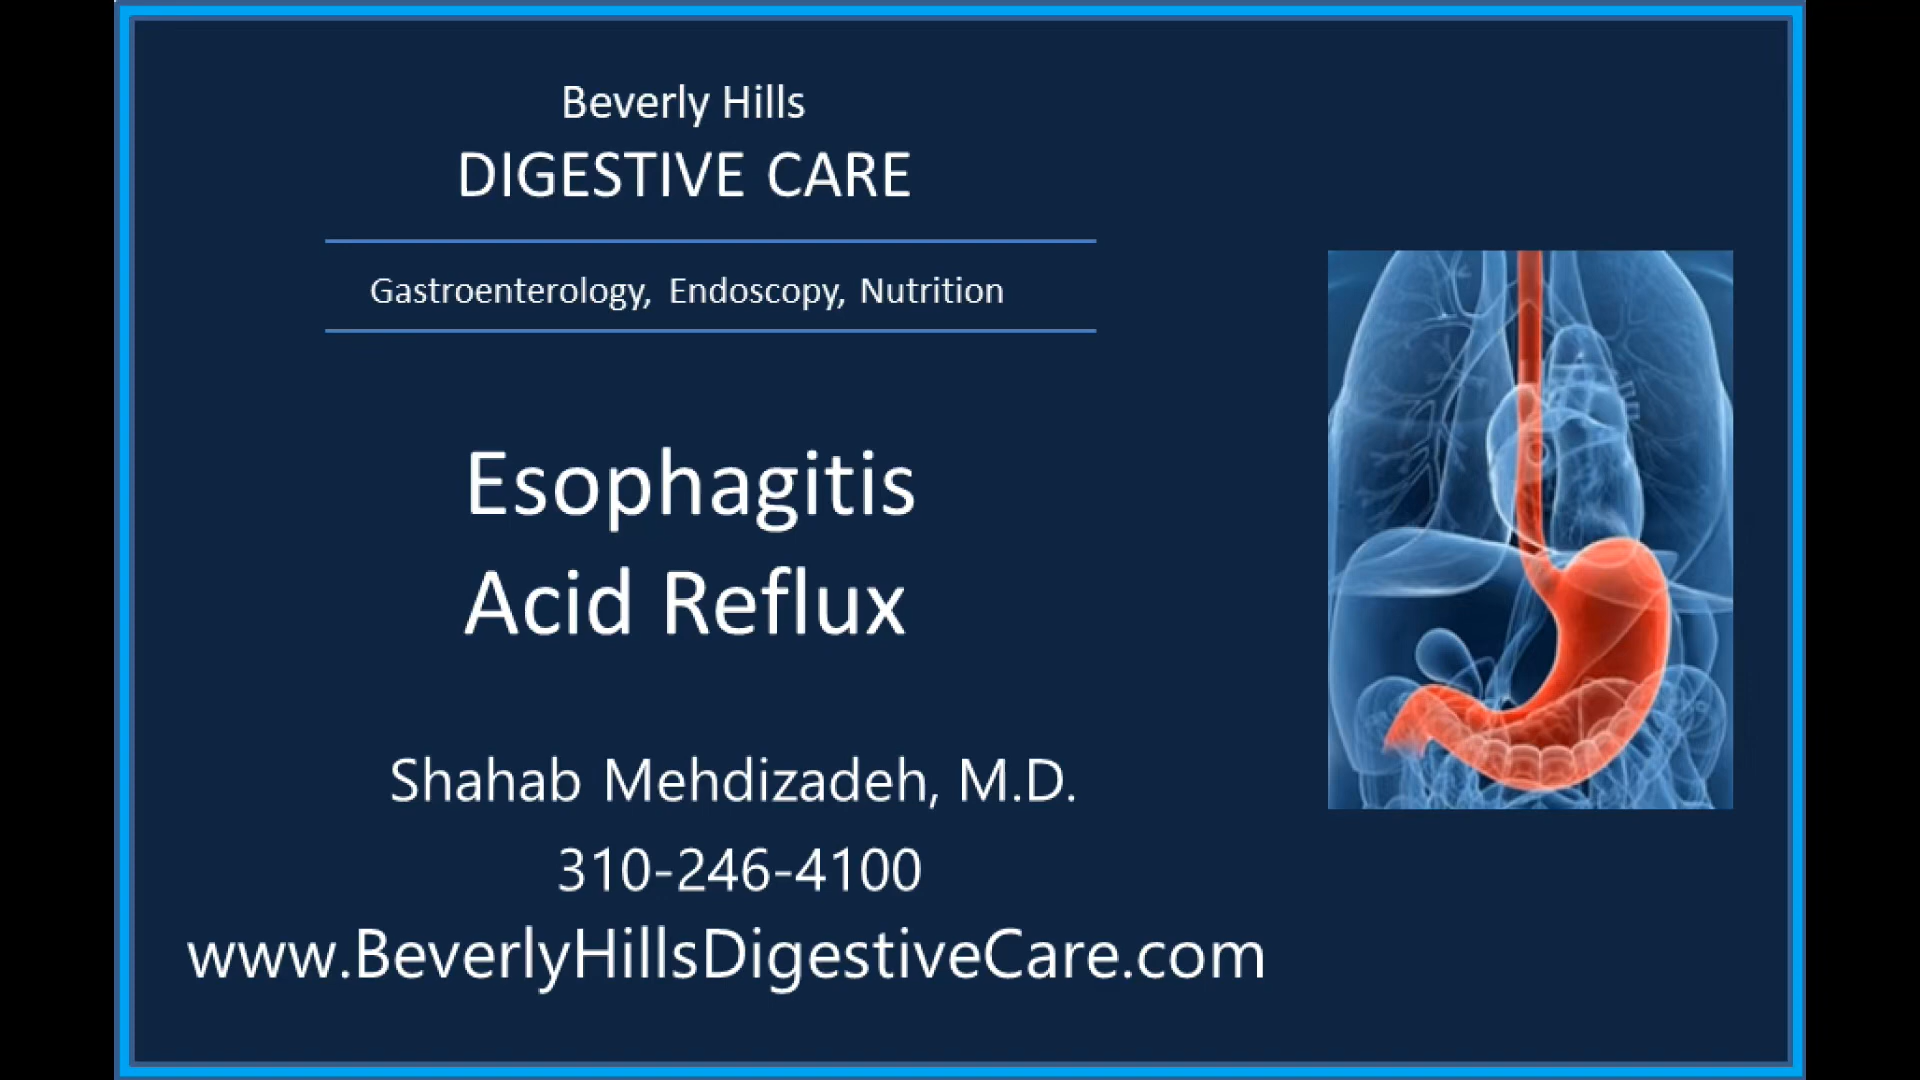 Beverly Hills
DIGESTIVE CARE
Gastroenterology, Endoscopy, Nutrition
Esophagitis
Acid Reflux
Shahab Mehdizadeh, M.D.
310-246-4100
www.BeverlyHillsDigestiveCare.com